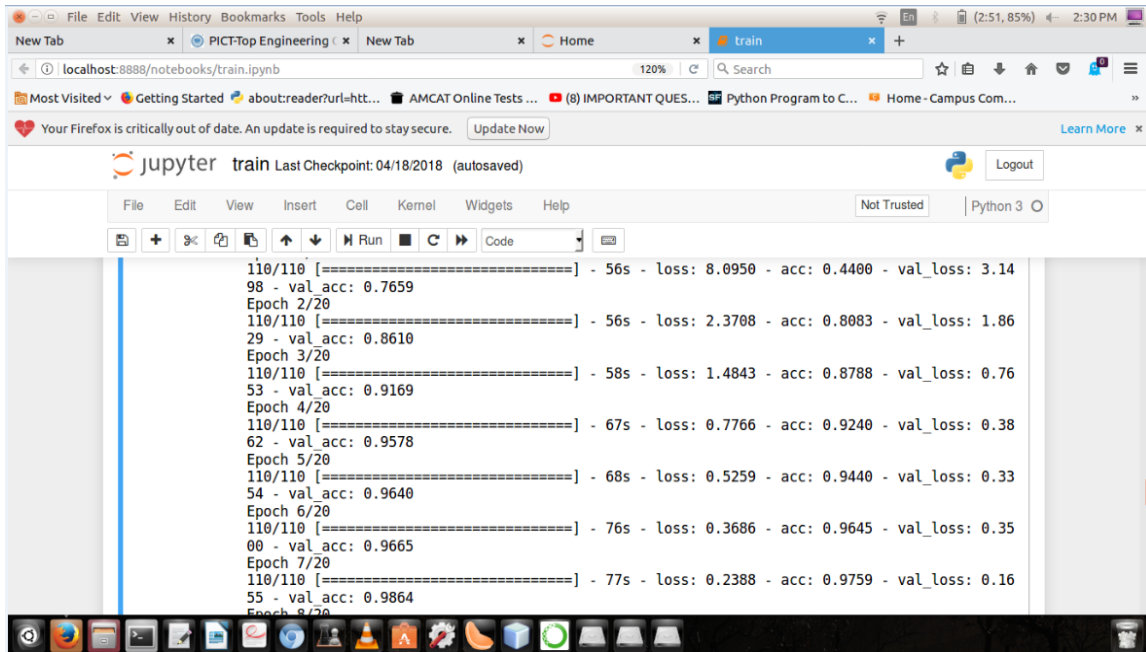 File Edit View History Bookmarks Tools Help En (2:51, 85%) 2:30 PM
New Tab × PICT-Top Engineering C × New Tab × Home × train × +
localhost:8888/notebooks/train.ipynb 120% Search
Most Visited Getting Started about:reader?url=htt... AMCAT Online Tests ... (8) IMPORTANT QUES... SF Python Program to C... Home - Campus Com... »
Your Firefox is critically out of date. An update is required to stay secure. Update Now Learn More ×
jupyter train Last Checkpoint: 04/18/2018 (autosaved) Logout
File Edit View Insert Cell Kernel Widgets Help Not Trusted Python 3
Run Code
110/110 [==============================] - 56s - loss: 8.0950 - acc: 0.4400 - val_loss: 3.14
98 - val_acc: 0.7659
Epoch 2/20
110/110 [==============================] - 56s - loss: 2.3708 - acc: 0.8083 - val_loss: 1.86
29 - val_acc: 0.8610
Epoch 3/20
110/110 [==============================] - 58s - loss: 1.4843 - acc: 0.8788 - val_loss: 0.76
53 - val_acc: 0.9169
Epoch 4/20
110/110 [==============================] - 67s - loss: 0.7766 - acc: 0.9240 - val_loss: 0.38
62 - val_acc: 0.9578
Epoch 5/20
110/110 [==============================] - 68s - loss: 0.5259 - acc: 0.9440 - val_loss: 0.33
54 - val_acc: 0.9640
Epoch 6/20
110/110 [==============================] - 76s - loss: 0.3686 - acc: 0.9645 - val_loss: 0.35
00 - val_acc: 0.9665
Epoch 7/20
110/110 [==============================] - 77s - loss: 0.2388 - acc: 0.9759 - val_loss: 0.16
55 - val_acc: 0.9864
Epoch 8/20